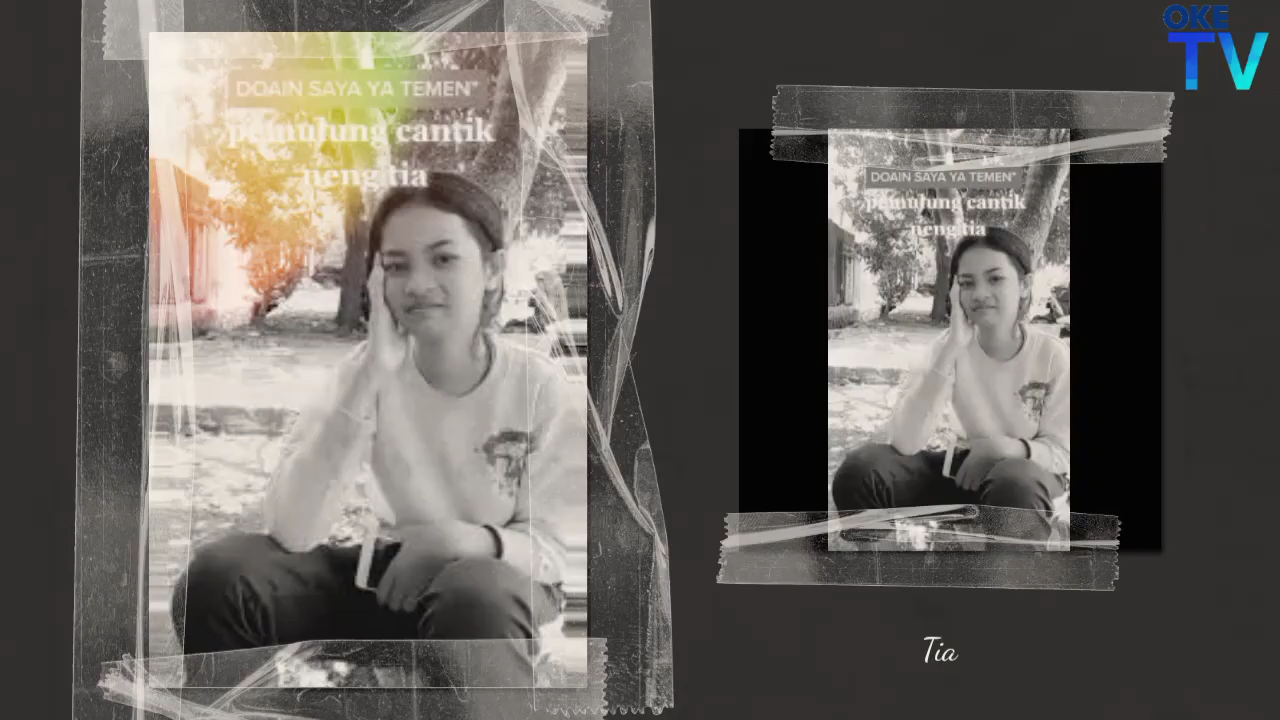 OKE
TV
DOAIN SAYA YA TEMEN"
pemulung cantik
neng tia
DOAIN SAYA YA TEMEN"
pemulung cantik
neng tia
Tia